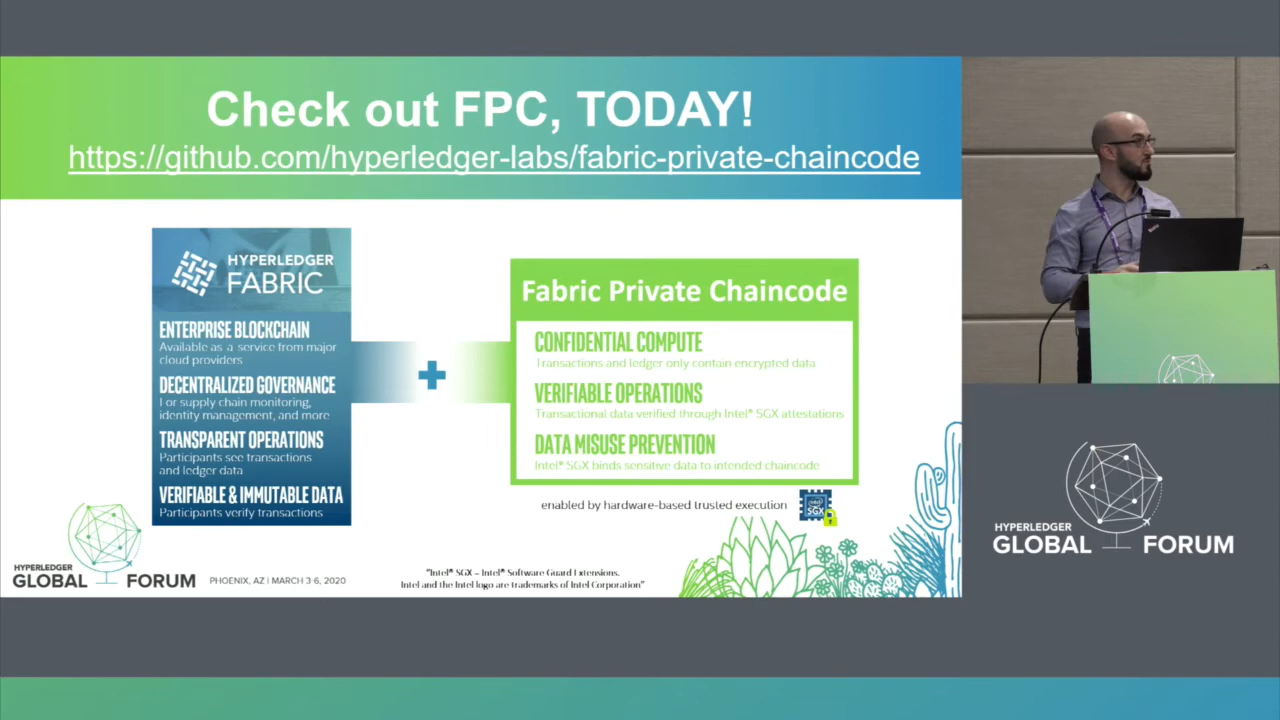 Check out FPC, TODAY!
https://github.com/hyperledger-labs/fabric-private-chaincode
HYPERLEDGER
FABRIC
ENTERPRISE BLOCKCHAIN
Available as a service from major
cloud providers
DECENTRALIZED GOVERNANCE
For supply chain monitoring,
identity management, and more
TRANSPARENT OPERATIONS
Participants see transactions
and ledger data
VERIFIABLE & IMMUTABLE DATA
Participants verify transactions
+
Fabric Private Chaincode
CONFIDENTIAL COMPUTE
Transactions and ledger only contain encrypted data
VERIFIABLE OPERATIONS
Transactional data verified through Intel® SGX attestations
DATA MISUSE PREVENTION
Intel® SGX binds sensitive data to intended chaincode
enabled by hardware-based trusted execution
intel
SGX
HYPERLEDGER
GLOBAL FORUM
PHOENIX, AZ | MARCH 3-6, 2020
"Intel® SGX – Intel® Software Guard Extensions.
Intel and the Intel logo are trademarks of Intel Corporation"
HYPERLEDGER
GLOBAL FORUM